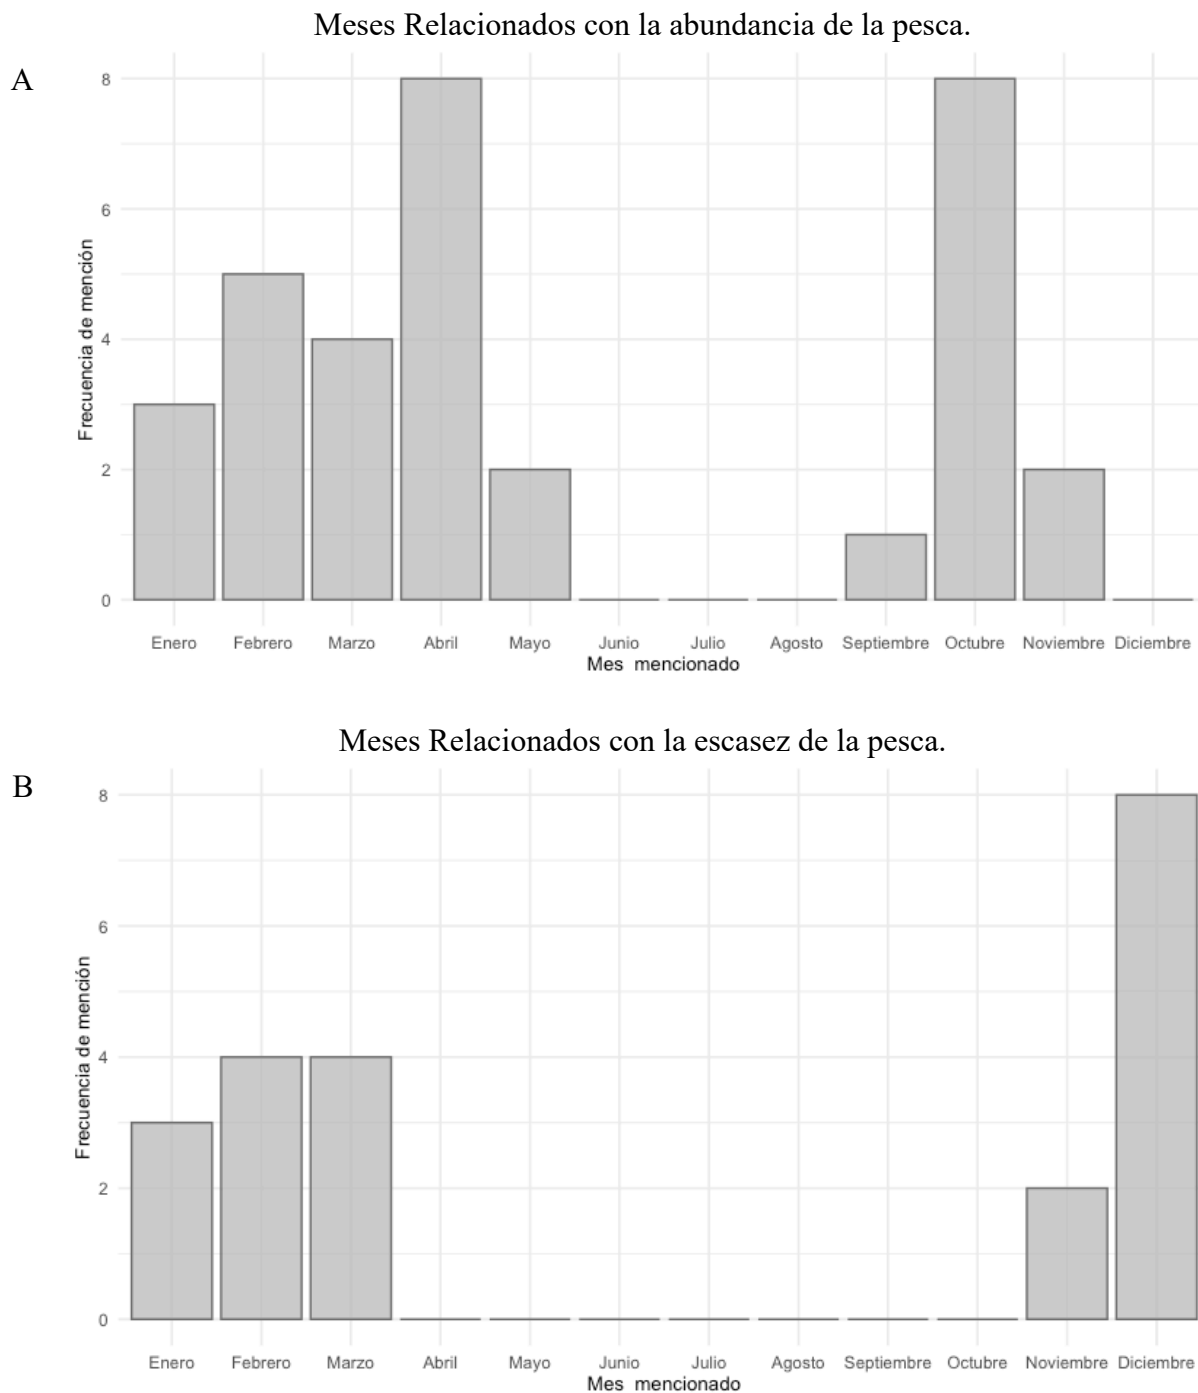 Meses Relacionados con la abundancia de la pesca.
A
8
6
4
2
0
Frecuencia de mención
Enero Febrero Marzo Abril Mayo Junio Julio Agosto Septiembre Octubre Noviembre Diciembre
Mes mencionado
Meses Relacionados con la escasez de la pesca.
B
8
6
4
2
0
Frecuencia de mención
Enero Febrero Marzo Abril Mayo Junio Julio Agosto Septiembre Octubre Noviembre Diciembre
Mes mencionado